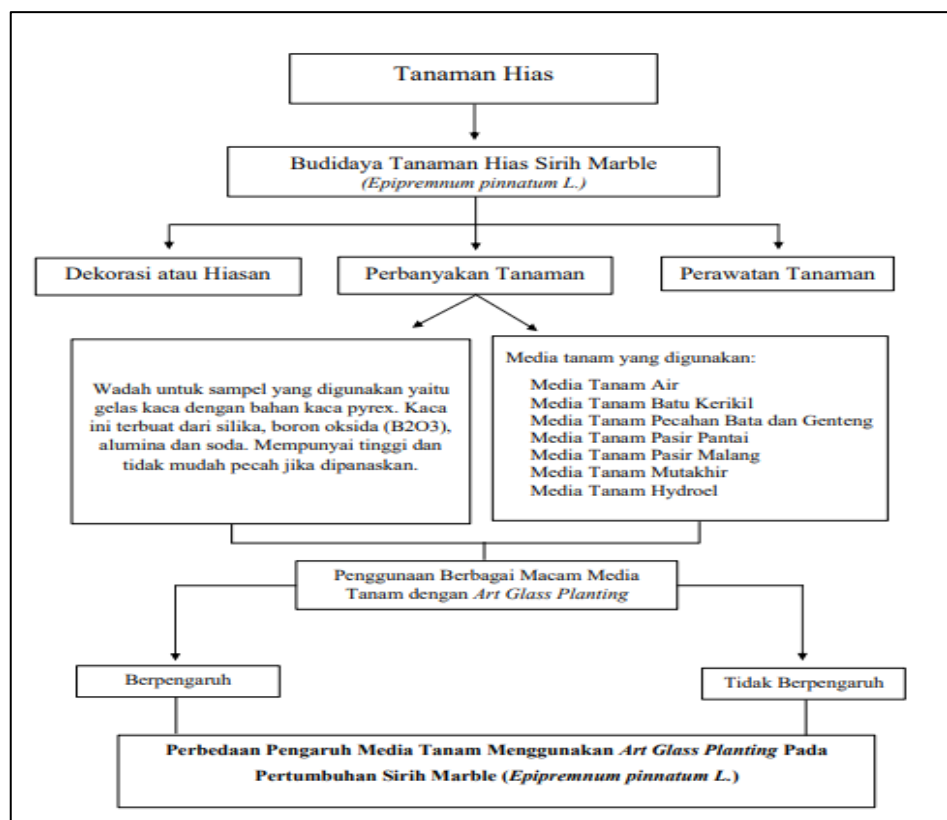 Tanaman Hias
Budidaya Tanaman Hias Sirih Marble
(Epipremnum pinnatum L.)
Dekorasi atau Hiasan
Perbanyakan Tanaman
Perawatan Tanaman
Wadah untuk sampel yang digunakan yaitu
gelas kaca dengan bahan kaca pyrex. Kaca
ini terbuat dari silika, boron oksida (B2O3),
alumina dan soda. Mempunyai tinggi dan
tidak mudah pecah jika dipanaskan.
Media tanam yang digunakan:
Media Tanam Air
Media Tanam Batu Kerikil
Media Tanam Pecahan Bata dan Genteng
Media Tanam Pasir Pantai
Media Tanam Pasir Malang
Media Tanam Mutakhir
Media Tanam Hydroel
Penggunaan Berbagai Macam Media
Tanam dengan Art Glass Planting
Berpengaruh
Tidak Berpengaruh
Perbedaan Pengaruh Media Tanam Menggunakan Art Glass Planting Pada
Pertumbuhan Sirih Marble (Epipremnum pinnatum L.)